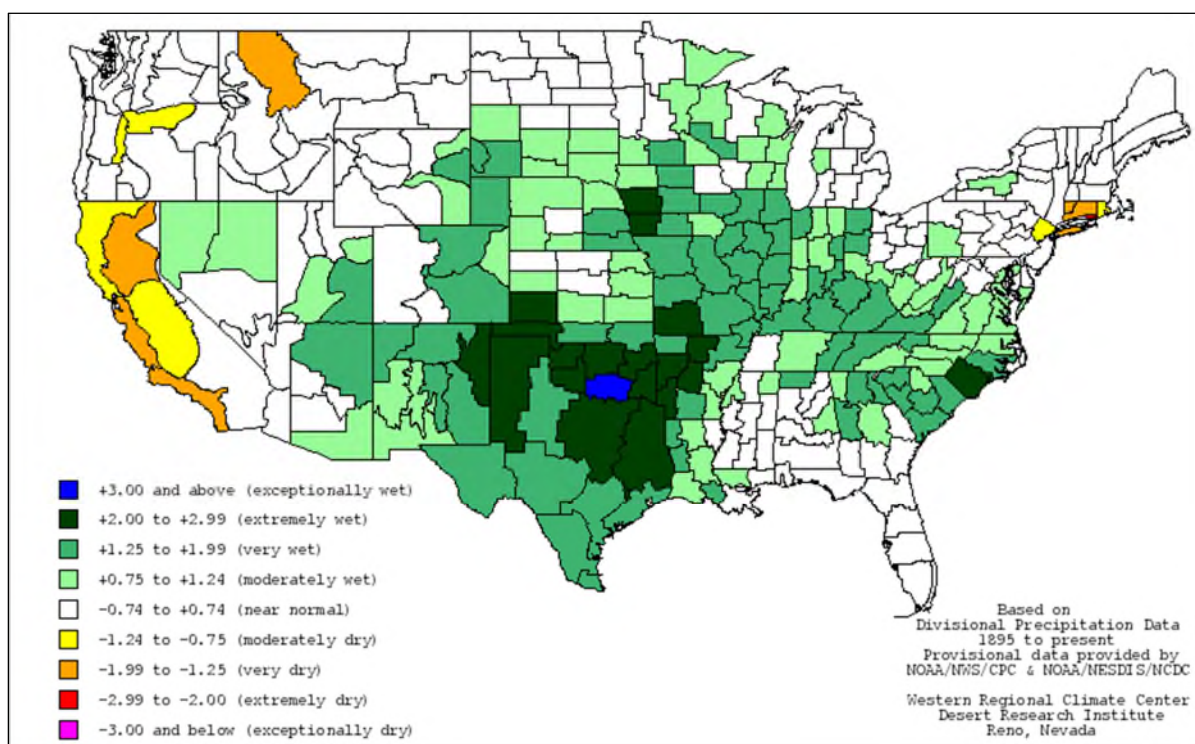 +3.00 and above (exceptionally wet)
+2.00 to +2.99 (extremely wet)
+1.25 to +1.99 (very wet)
+0.75 to +1.24 (moderately wet)
-0.74 to +0.74 (near normal)
-1.24 to -0.75 (moderately dry)
-1.99 to -1.25 (very dry)
-2.99 to -2.00 (extremely dry)
-3.00 and below (exceptionally dry)
Based on
Divisional Precipitation Data
1895 to present
Provisional data provided by
NOAA/NWS/CPC & NOAA/NESDIS/NCDC
Western Regional Climate Center
Desert Research Institute
Reno, Nevada